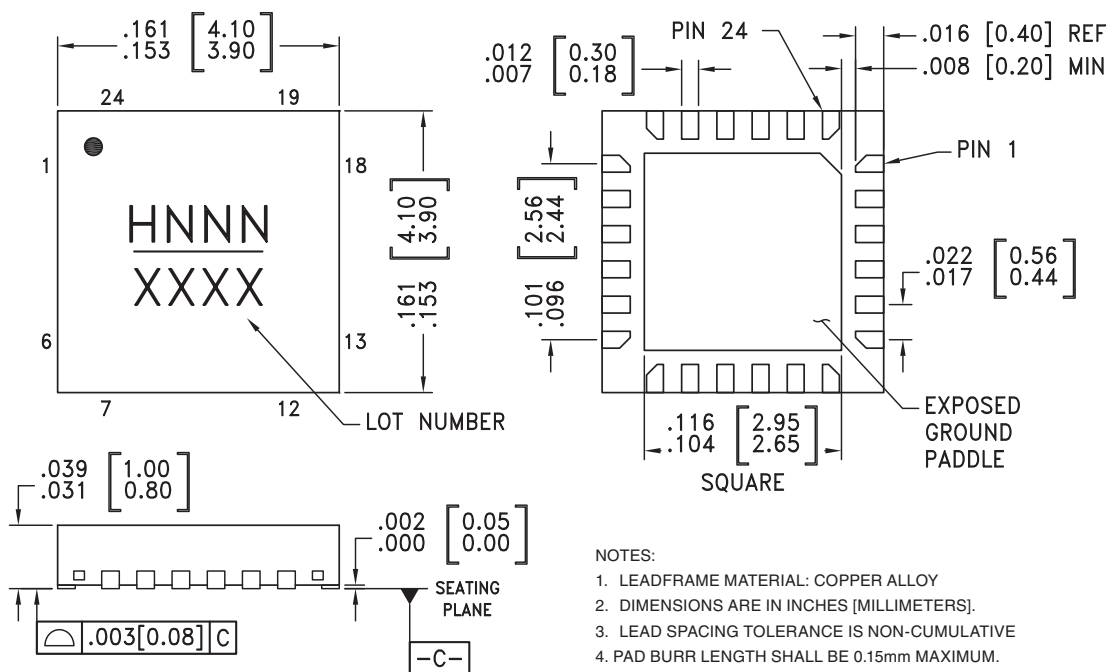 .161 [4.10]
.153 [3.90]
24 19
1 18
HNNN
XXXX
6 13
7 12
LOT NUMBER
.161 [4.10]
.153 [3.90]
.012 [0.30]
.007 [0.18]
PIN 24
.016 [0.40] REF
.008 [0.20] MIN
PIN 1
[2.56]
[2.44]
.101
.096
.022 [0.56]
.017 [0.44]
.116 [2.95]
.104 [2.65]
SQUARE
EXPOSED
GROUND
PADDLE
.039 [1.00]
.031 [0.80]
.002 [0.05]
.000 [0.00]
SEATING
PLANE
.003[0.08] C
-C-
NOTES:
1. LEADFRAME MATERIAL: COPPER ALLOY
2. DIMENSIONS ARE IN INCHES [MILLIMETERS].
3. LEAD SPACING TOLERANCE IS NON-CUMULATIVE
4. PAD BURR LENGTH SHALL BE 0.15mm MAXIMUM.